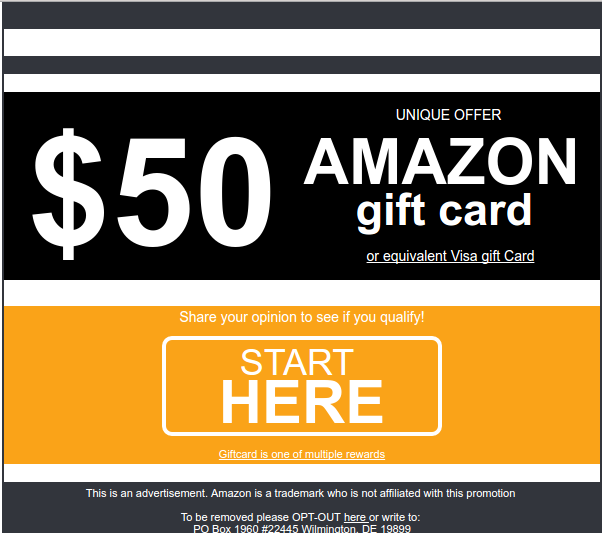 $50
UNIQUE OFFER
AMAZON
gift card
or equivalent Visa gift Card
Share your opinion to see if you qualify!
START
HERE
Giftcard is one of multiple rewards
This is an advertisement. Amazon is a trademark who is not affiliated with this promotion
To be removed please OPT-OUT here or write to:
PO Box 1960 #22445 Wilmington, DE 19899